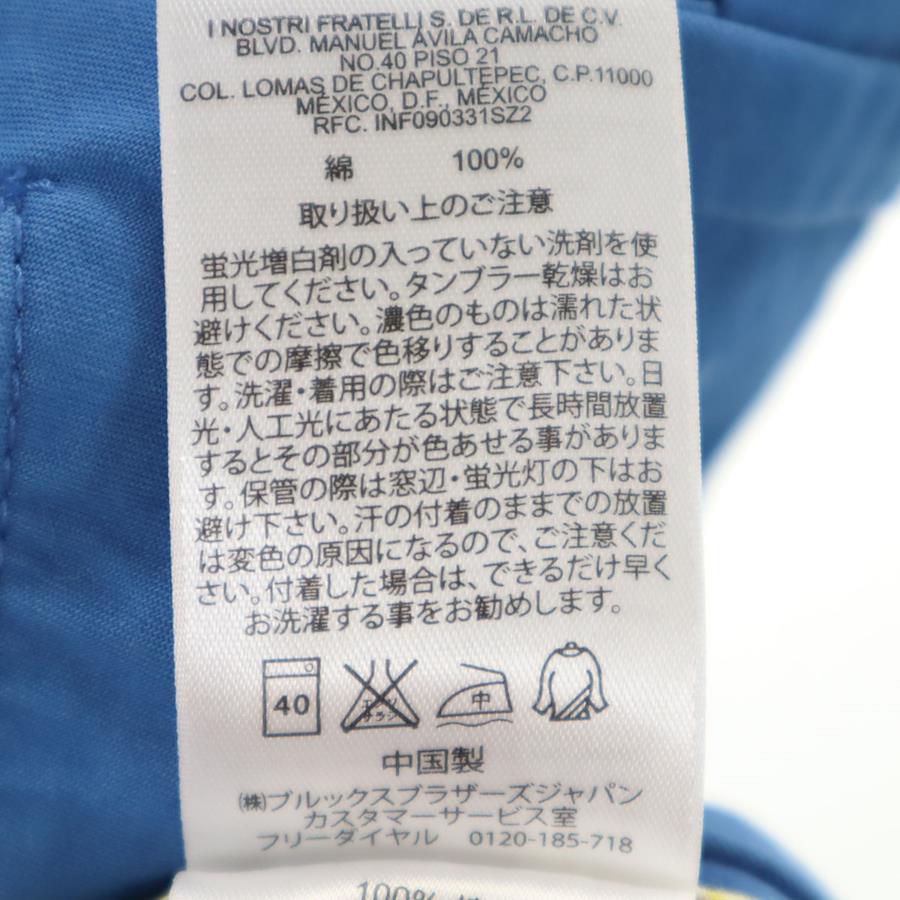 I NOSTRI FRATELLI S. DE R.L. DE C.V.
BLVD. MANUEL ÁVILA CAMACHO
NO.40 PISO 21
COL. LOMAS DE CHAPULTEPEC, C.P.11000
MÉXICO, D.F., MÉXICO
RFC. INF090331SZ2
綿 100%
取り扱い上のご注意
蛍光増白剤の入っていない洗剤を使
用してください。タンブラー乾燥はお
避けください。濃色のものは濡れた状
態での摩擦で色移りすることがありま
す。洗濯・着用の際はご注意下さい。日
光・人工光にあたる状態で長時間放置
するとその部分が色あせる事がありま
す。保管の際は窓辺・蛍光灯の下はお
避け下さい。汗の付着のままでの放置
は変色の原因になるので、ご注意くだ
さい。付着した場合は、できるだけ早く
お洗濯する事をお勧めします。
40 エンソ サラシ 中
中国製
㈱ブルックスブラザーズジャパン
カスタマーサービス室
フリーダイヤル 0120-185-718
100%